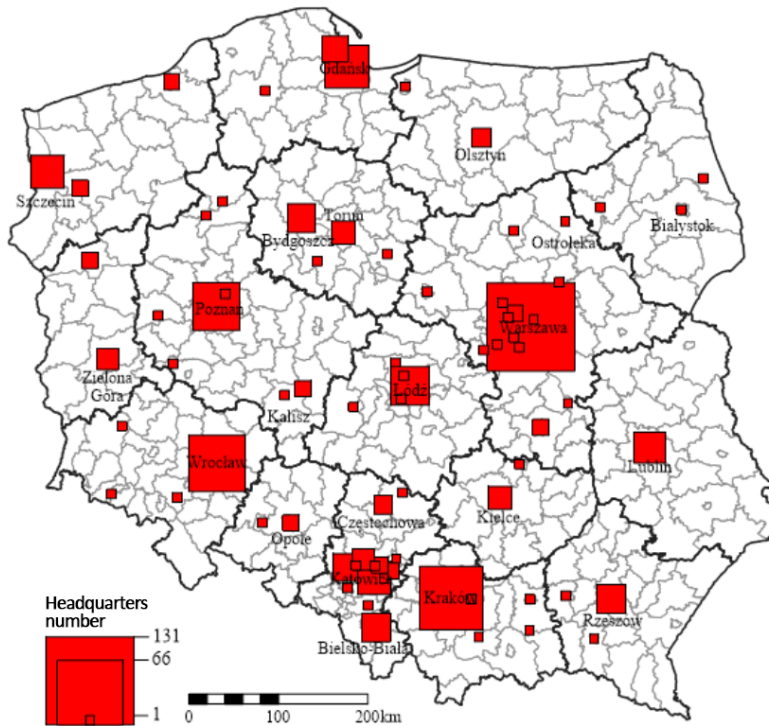 Gdańsk
Olsztyn
Szczecin
Toruń
Bydgoszcz
Białystok
Ostrołęka
Poznań
Warszawa
Zielona
Góra
Łódź
Kalisz
Wrocław
Lublin
Częstochowa
Kielce
Opole
Katowice
Kraków
Rzeszow
Bielsko-Biała
Headquarters
number
131
66
1
0 100 200km